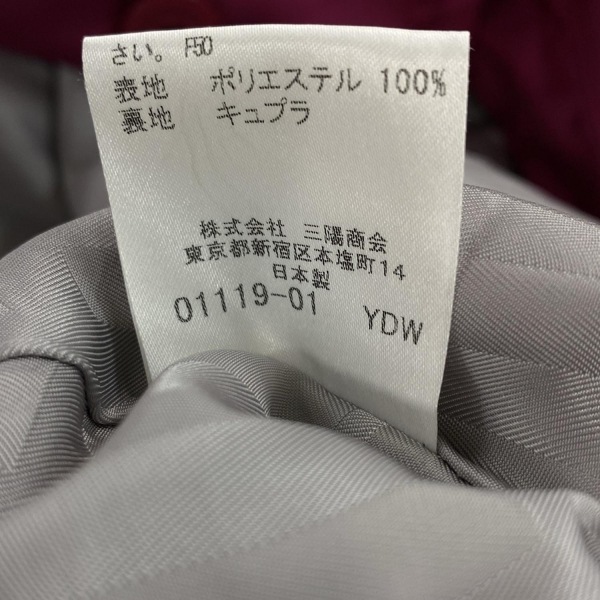 さい。 F50
表地 ポリエステル 100%
裏地 キュプラ
株式会社 三陽商会
東京都新宿区本塩町14
日本製
01119-01 YDW